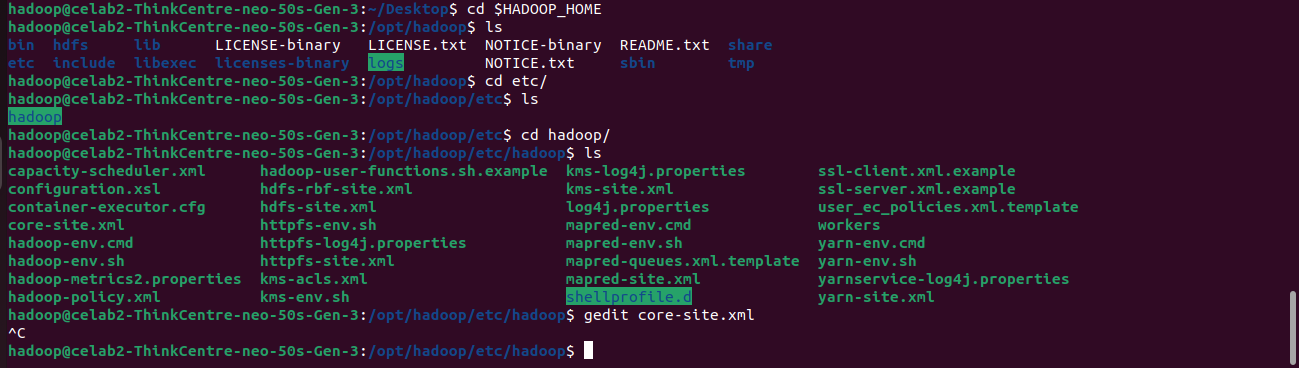 hadoop@celab2-ThinkCentre-neo-50s-Gen-3:~/Desktop$ cd $HADOOP_HOME
hadoop@celab2-ThinkCentre-neo-50s-Gen-3:/opt/hadoop$ ls
bin  hdfs     lib      LICENSE-binary   LICENSE.txt  NOTICE-binary  README.txt  share
etc  include  libexec  licenses-binary  logs         NOTICE.txt     sbin        tmp
hadoop@celab2-ThinkCentre-neo-50s-Gen-3:/opt/hadoop$ cd etc/
hadoop@celab2-ThinkCentre-neo-50s-Gen-3:/opt/hadoop/etc$ ls
hadoop
hadoop@celab2-ThinkCentre-neo-50s-Gen-3:/opt/hadoop/etc$ cd hadoop/
hadoop@celab2-ThinkCentre-neo-50s-Gen-3:/opt/hadoop/etc/hadoop$ ls
capacity-scheduler.xml      hadoop-user-functions.sh.example  kms-log4j.properties        ssl-client.xml.example
configuration.xsl           hdfs-rbf-site.xml                 kms-site.xml                ssl-server.xml.example
container-executor.cfg      hdfs-site.xml                     log4j.properties            user_ec_policies.xml.template
core-site.xml               httpfs-env.sh                     mapred-env.cmd              workers
hadoop-env.cmd              httpfs-log4j.properties           mapred-env.sh               yarn-env.cmd
hadoop-env.sh               httpfs-site.xml                   mapred-queues.xml.template  yarn-env.sh
hadoop-metrics2.properties  kms-acls.xml                      mapred-site.xml             yarnservice-log4j.properties
hadoop-policy.xml           kms-env.sh                        shellprofile.d              yarn-site.xml
hadoop@celab2-ThinkCentre-neo-50s-Gen-3:/opt/hadoop/etc/hadoop$ gedit core-site.xml
^C
hadoop@celab2-ThinkCentre-neo-50s-Gen-3:/opt/hadoop/etc/hadoop$